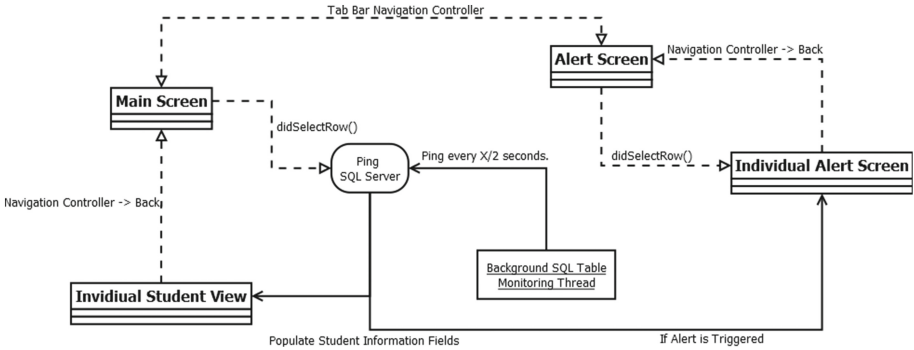 Tab Bar Navigation Controller
Alert Screen
Navigation Controller -> Back
Main Screen
didSelectRow()
Ping
SQL Server
Ping every X/2 seconds.
didSelectRow()
Individual Alert Screen
Navigation Controller -> Back
Background SQL Table
Monitoring Thread
Invidiual Student View
Populate Student Information Fields
If Alert is Triggered